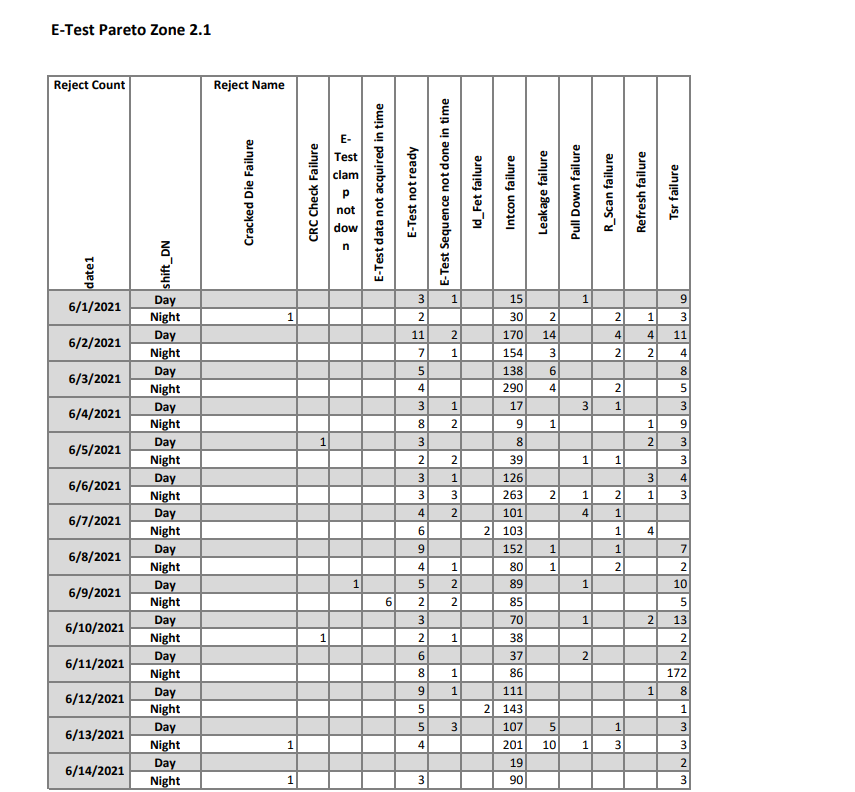 E-Test Pareto Zone 2.1
Reject Count Reject Name
date1 shift_DN Cracked Die Failure CRC Check Failure E-Test clamp not down E-Test data not acquired in time E-Test not ready E-Test Sequence not done in time Id_Fet failure Intcon failure Leakage failure Pull Down failure R_Scan failure Refresh failure Tsr failure
6/1/2021 Day 3 1 15 1 9
Night 1 2 30 2 2 1 3
6/2/2021 Day 11 2 170 14 4 4 11
Night 7 1 154 3 2 2 4
6/3/2021 Day 5 138 6 8
Night 4 290 4 2 5
6/4/2021 Day 3 1 17 3 1 3
Night 8 2 9 1 1 9
6/5/2021 Day 1 3 8 2 3
Night 2 2 39 1 1 3
6/6/2021 Day 3 1 126 3 4
Night 3 3 263 2 1 2 1 3
6/7/2021 Day 4 2 101 4 1
Night 6 2 103 1 4
6/8/2021 Day 9 152 1 1 7
Night 4 1 80 1 2 2
6/9/2021 Day 1 5 2 89 1 10
Night 6 2 2 85 5
6/10/2021 Day 3 70 1 2 13
Night 1 2 1 38 2
6/11/2021 Day 6 37 2 2
Night 8 1 86 172
6/12/2021 Day 9 1 111 1 8
Night 5 2 143 1
6/13/2021 Day 5 3 107 5 1 3
Night 1 4 201 10 1 3 3
6/14/2021 Day 19 2
Night 1 3 90 3